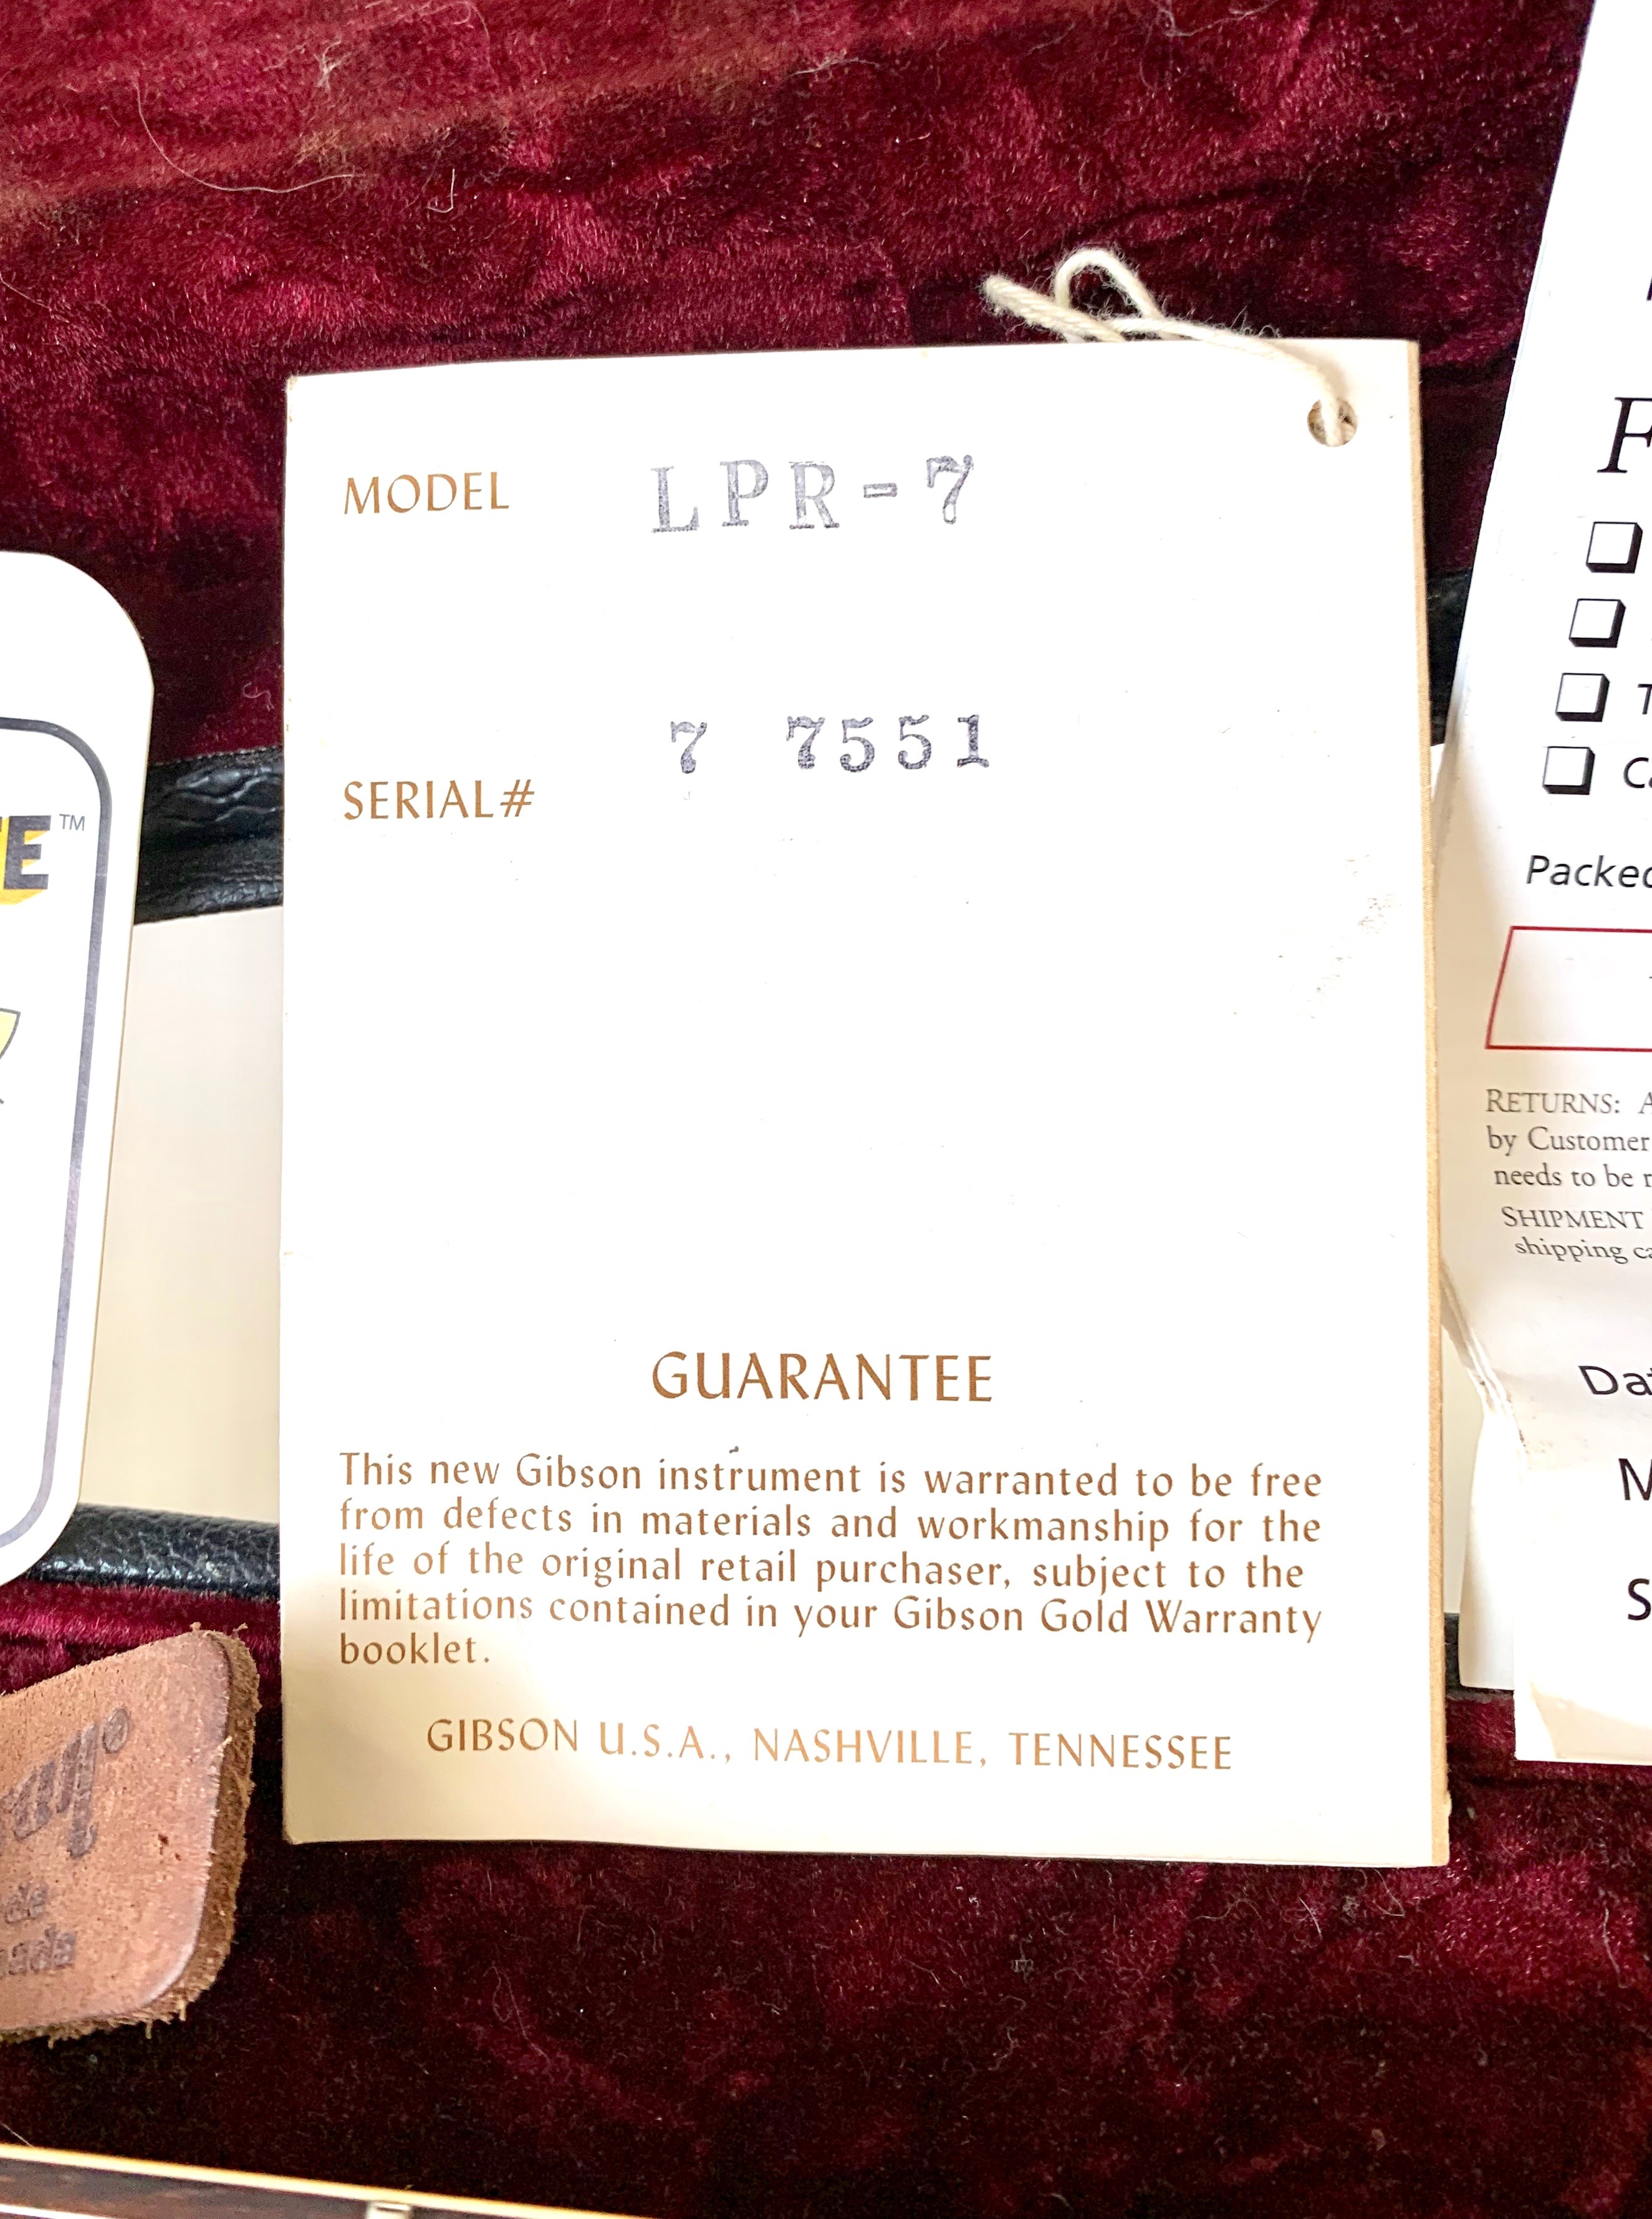 MODEL LPR-7
7 7551
SERIAL#
GUARANTEE
This new Gibson instrument is warranted to be free
from defects in materials and workmanship for the
life of the original retail purchaser, subject to the
limitations contained in your Gibson Gold Warranty
booklet.
GIBSON U.S.A., NASHVILLE, TENNESSEE
E™
®
de
F
Packed
RETURNS: A
by Customer
needs to be
SHIPMENT
shipping
M
S